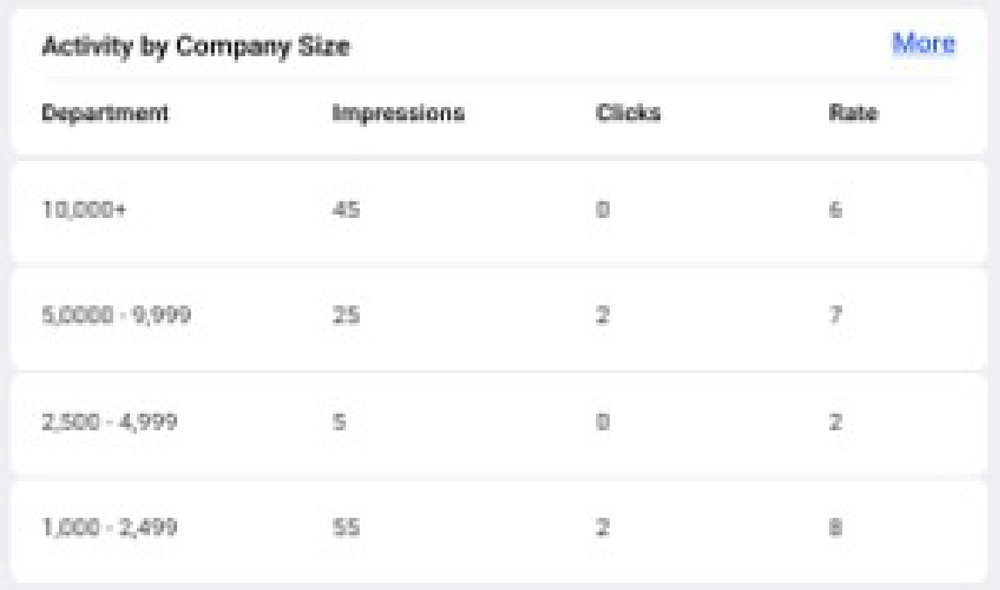 Activity by Company Size More
Department Impressions Clicks Rate
10,000+ 45 0 6
5,0000 - 9,999 25 2 7
2,500 - 4,999 5 0 2
1,000 - 2,499 55 2 8